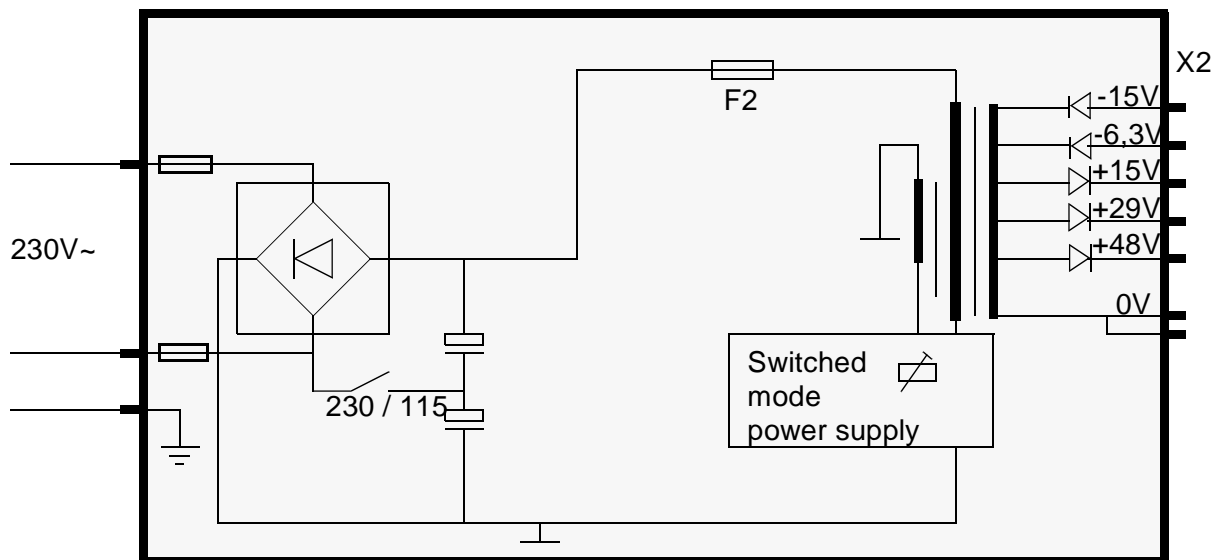 X2
F2
-15V
-6,3V
+15V
+29V
+48V
0V
230V~
230 / 115
Switched
mode
power supply